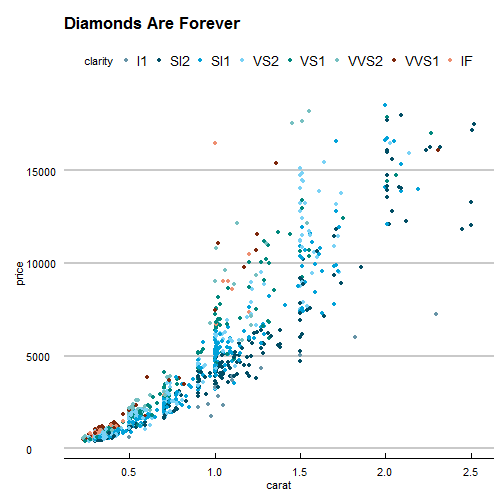 Diamonds Are Forever
clarity I1 SI2 SI1 VS2 VS1 VVS2 VVS1 IF
15000
10000
5000
0
price
0.5 1.0 1.5 2.0 2.5
carat